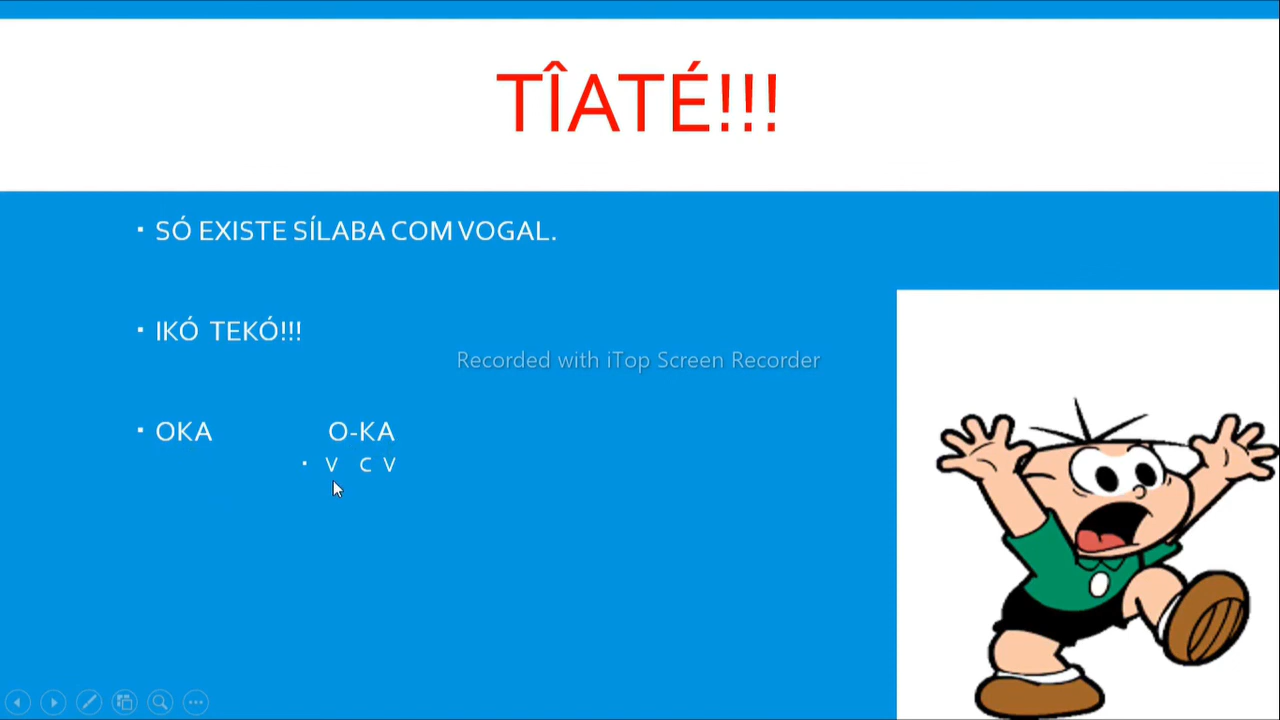 TÎATÉ!!!
▪ SÓ EXISTE SÍLABA COM VOGAL.
▪ IKÓ TEKÓ!!!
Recorded with iTop Screen Recorder
▪ OKA O-KA
▪ V C V